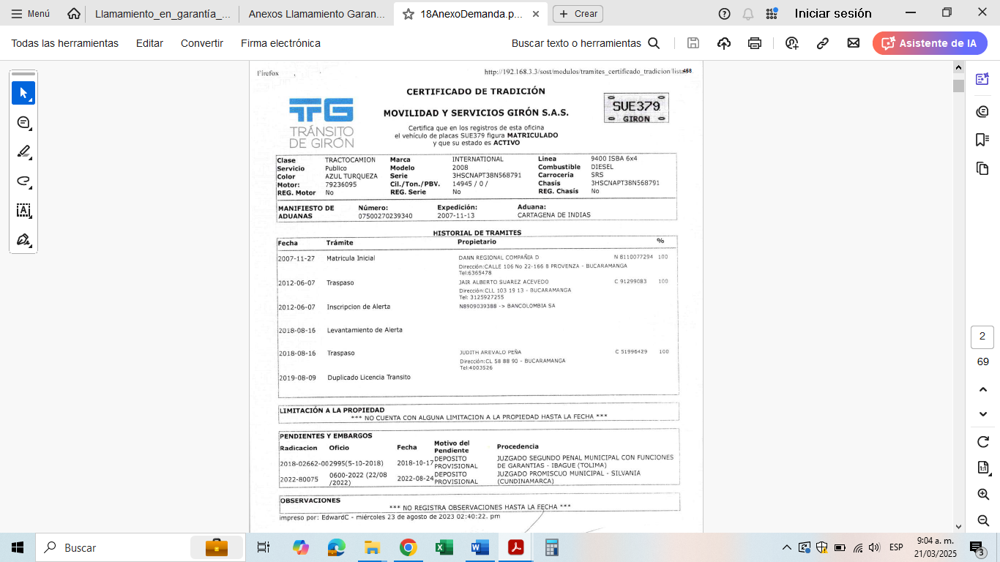 Menú
Llamamiento_en_garantía_...
Anexos Llamamiento Garan...
18AnexoDemanda.p...
Crear
Iniciar sesión
Todas las herramientas
Editar
Convertir
Firma electrónica
Buscar texto o herramientas
Asistente de IA
Firefox
http://192.168.3.3/sost/modulos/tramites_certificado_tradicion/lista
468
CERTIFICADO DE TRADICIÓN
TG
TRÁNSITO
DE GIRÓN
MOVILIDAD Y SERVICIOS GIRÓN S.A.S.
SUE379
GIRON
Certifica que en los registros de esta oficina
el vehículo de placas SUE379 figura MATRICULADO
y que su estado es ACTIVO
Clase TRACTOCAMION Marca INTERNATIONAL Linea 9400 ISBA 6x4
Servicio Publico Modelo 2008 Combustible DIESEL
Color AZUL TURQUEZA Serie 3HSCNAPT38N568791 Carroceria SRS
Motor: 79236095 Cil./Ton./PBV. 14945 / 0 / Chasís 3HSCNAPT38N568791
REG. Motor No REG. Serie No REG. Chasís No
MANIFIESTO DE ADUANAS Número: Expedición: Aduana:
07500270239340 2007-11-13 CARTAGENA DE INDIAS
HISTORIAL DE TRAMITES
Fecha Trámite Propietario %
2007-11-27 Matricula Inicial DANN REGIONAL COMPAÑIA D N 8110077294 100
Dirección:CALLE 106 No 22-166 B PROVENZA - BUCARAMANGA
Tel:6365478
2012-06-07 Traspaso JAIR ALBERTO SUAREZ ACEVEDO C 91299083 100
Dirección:CLL 103 19 13 - BUCARAMANGA
Tel: 3125927255
2012-06-07 Inscripcion de Alerta N8909039388 -> BANCOLOMBIA SA
2018-08-16 Levantamiento de Alerta
2018-08-16 Traspaso JUDITH AREVALO PEÑA C 51996429 100
Dirección:CL 58 88 90 - BUCARAMANGA
Tel:4003526
2019-08-09 Duplicado Licencia Transito
LIMITACIÓN A LA PROPIEDAD
*** NO CUENTA CON ALGUNA LIMITACION A LA PROPIEDAD HASTA LA FECHA ***
PENDIENTES Y EMBARGOS
Radicacion Oficio Fecha Motivo del Pendiente Procedencia
2018-02662-00 2995(5-10-2018) 2018-10-17 DEPOSITO PROVISIONAL JUZGADO SEGUNDO PENAL MUNICIPAL CON FUNCIONES DE GARANTIAS - IBAGUE (TOLIMA)
2022-80075 0600-2022 (22/08 /2022) 2022-08-24 DEPOSITO PROVISIONAL JUZGADO PROMISCUO MUNICIPAL - SILVANIA (CUNDINAMARCA)
OBSERVACIONES
*** NO REGISTRA OBSERVACIONES HASTA LA FECHA ***
impreso por: EdwardC - miércoles 23 de agosto de 2023 02:40:22. pm
2
69
1:1
Buscar
ESP
9:04 a. m.
21/03/2025
3